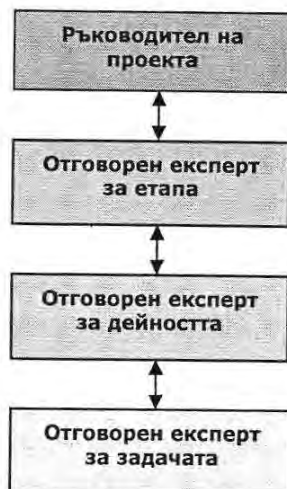 Ръководител на
проекта
Отговорен експерт
за етапа
Отговорен експерт
за дейността
Отговорен експерт
за задачата